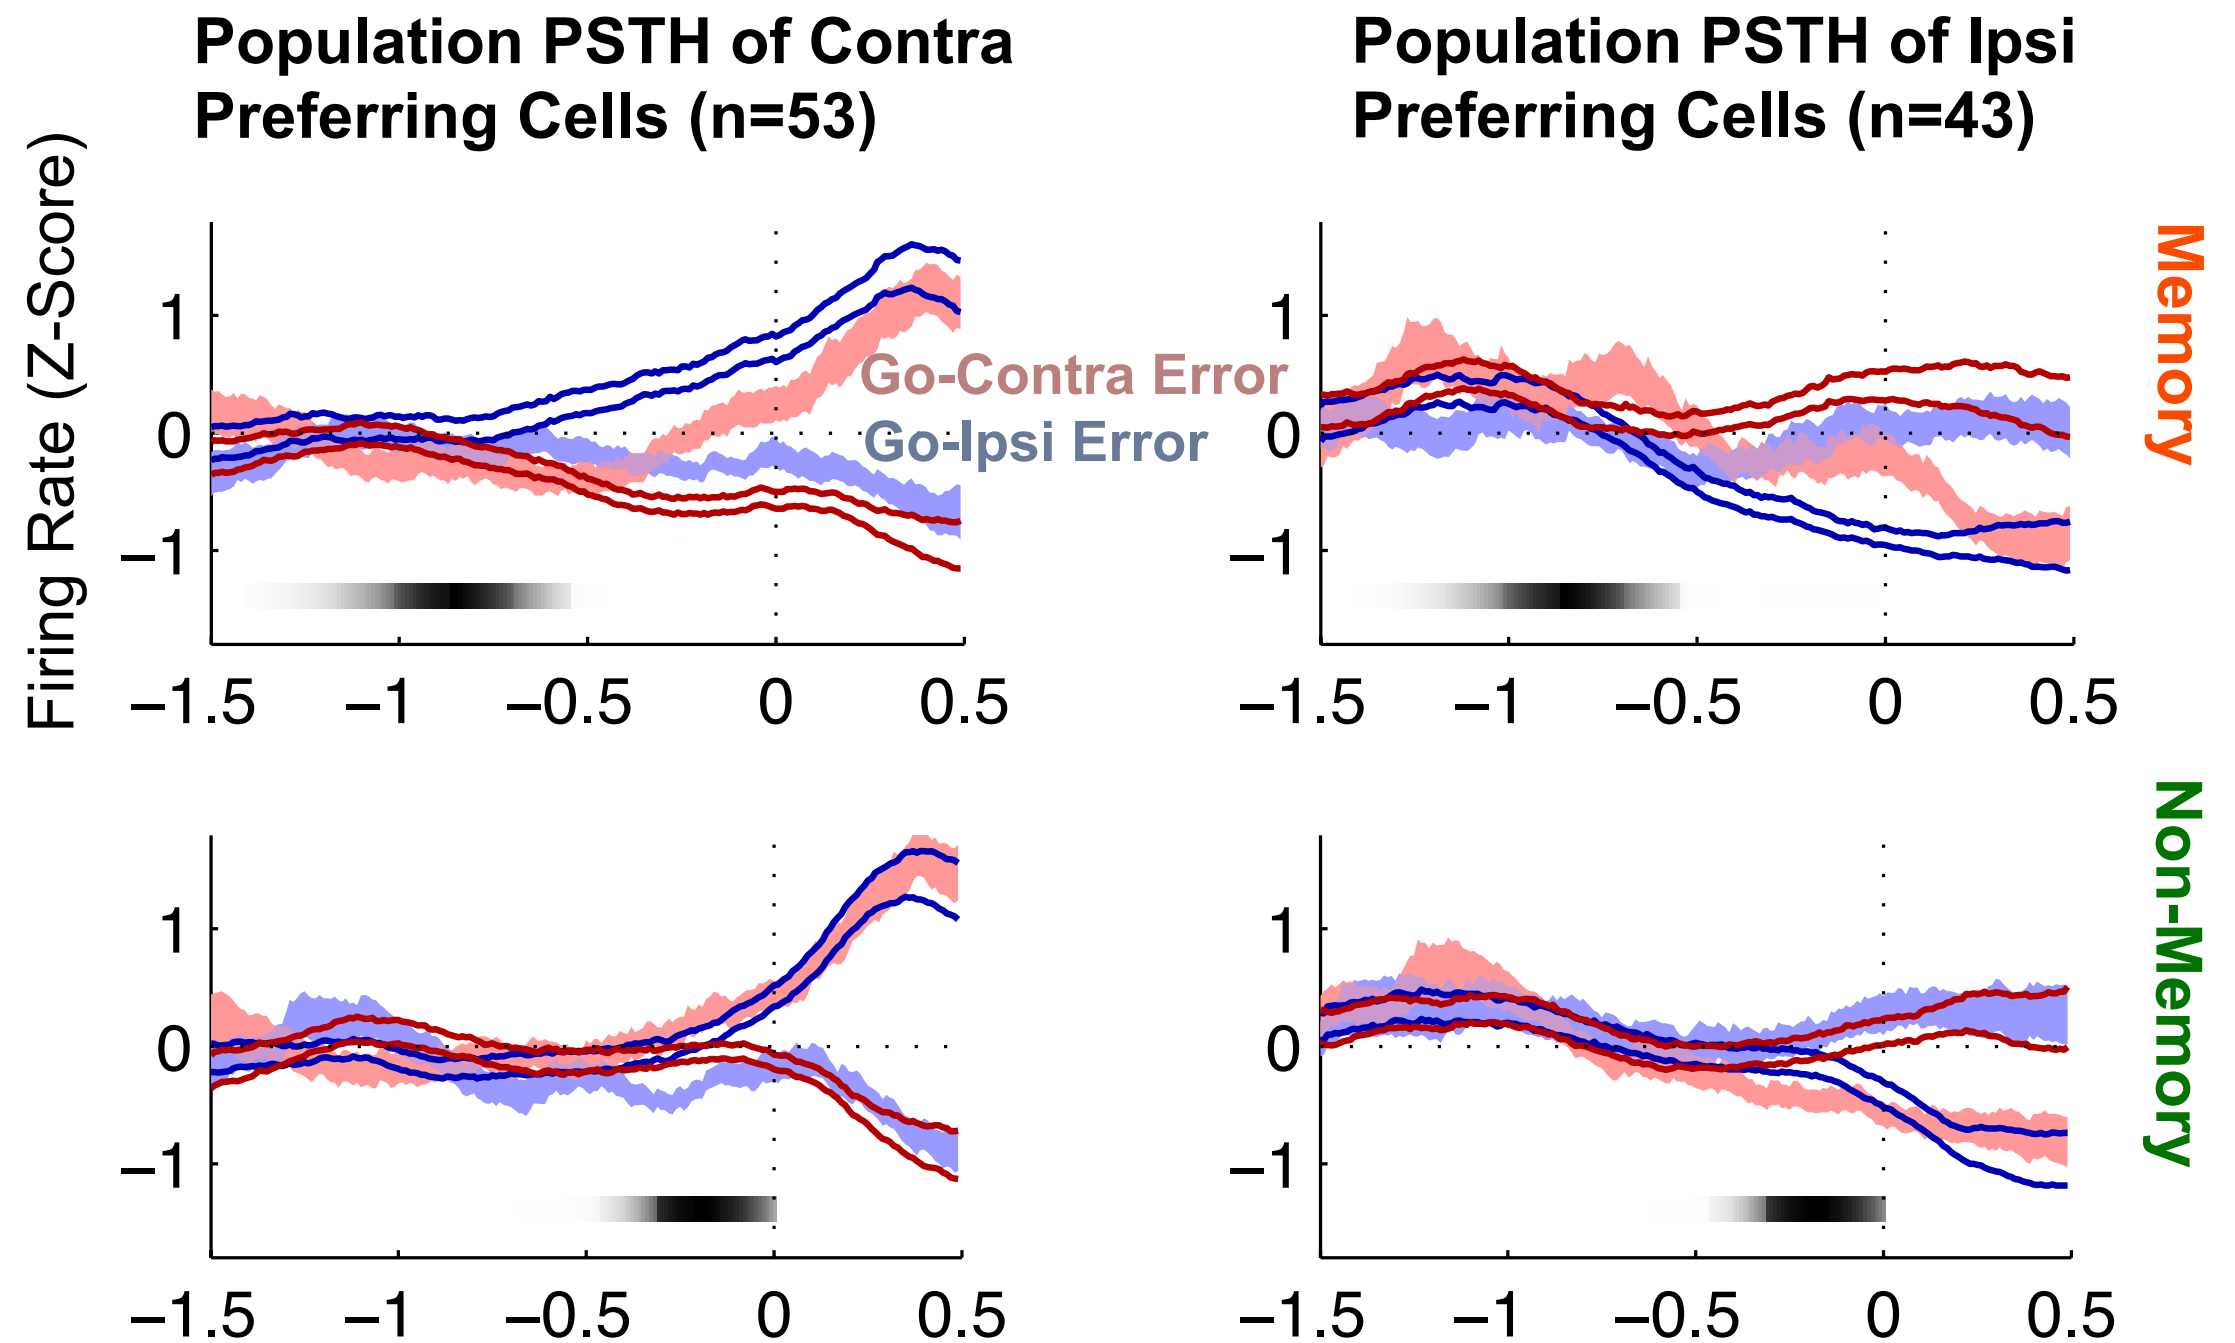 Population PSTH of Contra
Preferring Cells (n=53)
Population PSTH of Ipsi
Preferring Cells (n=43)
Firing Rate (Z-Score)
1
0
−1
−1.5 −1 −0.5 0 0.5
Go-Contra Error
Go-Ipsi Error
1
0
−1
−1.5 −1 −0.5 0 0.5
Memory
1
0
−1
−1.5 −1 −0.5 0 0.5
1
0
−1
−1.5 −1 −0.5 0 0.5
Non-Memory